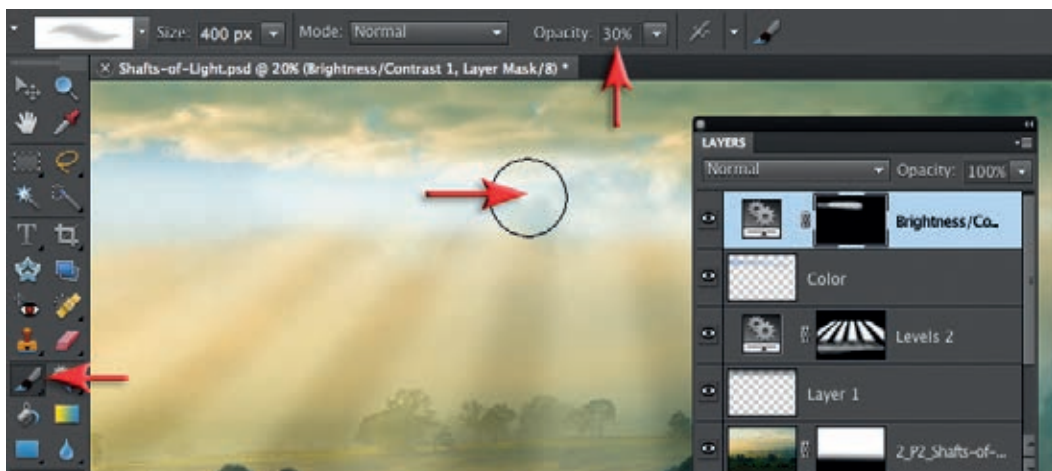 Size: 400 px Mode: Normal Opacity: 30%
× Shafts-of-Light.psd @ 20% (Brightness/Contrast 1, Layer Mask/8) *
LAYERS
Normal Opacity: 100%
Brightness/Co...
Color
Levels 2
Layer 1
2_P2_Shafts-of-...
T